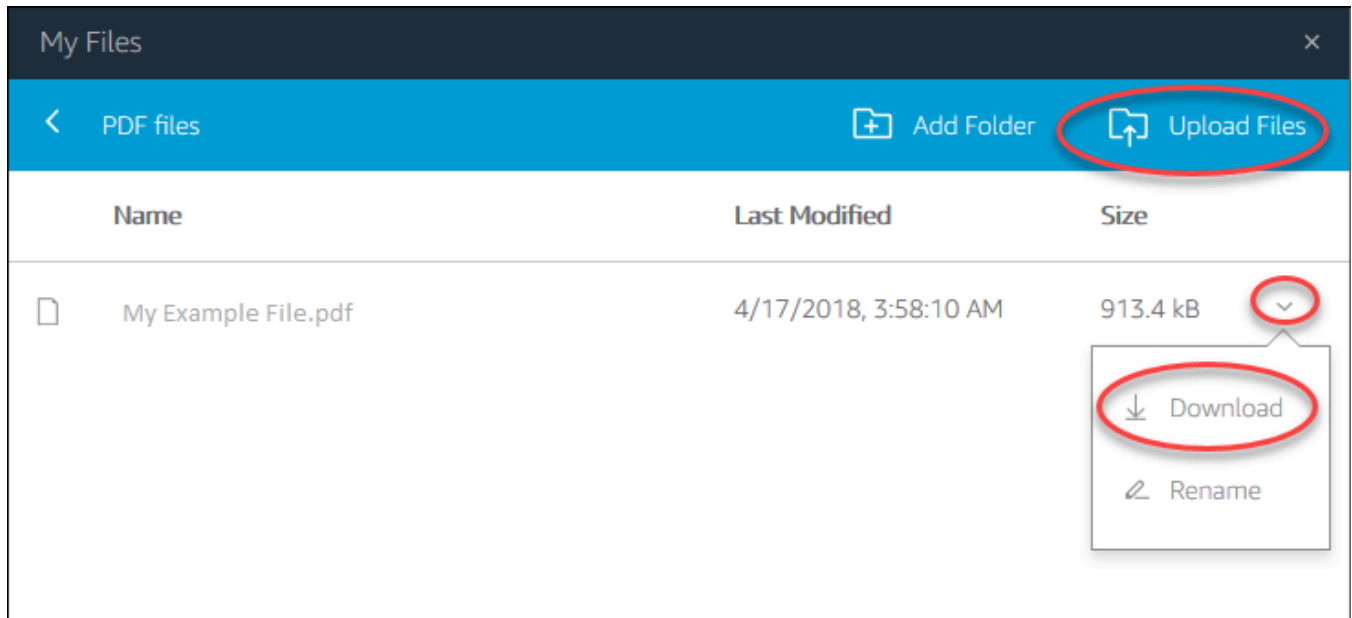 My Files
PDF files Add Folder Upload Files
Name Last Modified Size
My Example File.pdf 4/17/2018, 3:58:10 AM 913.4 kB
Download
Rename